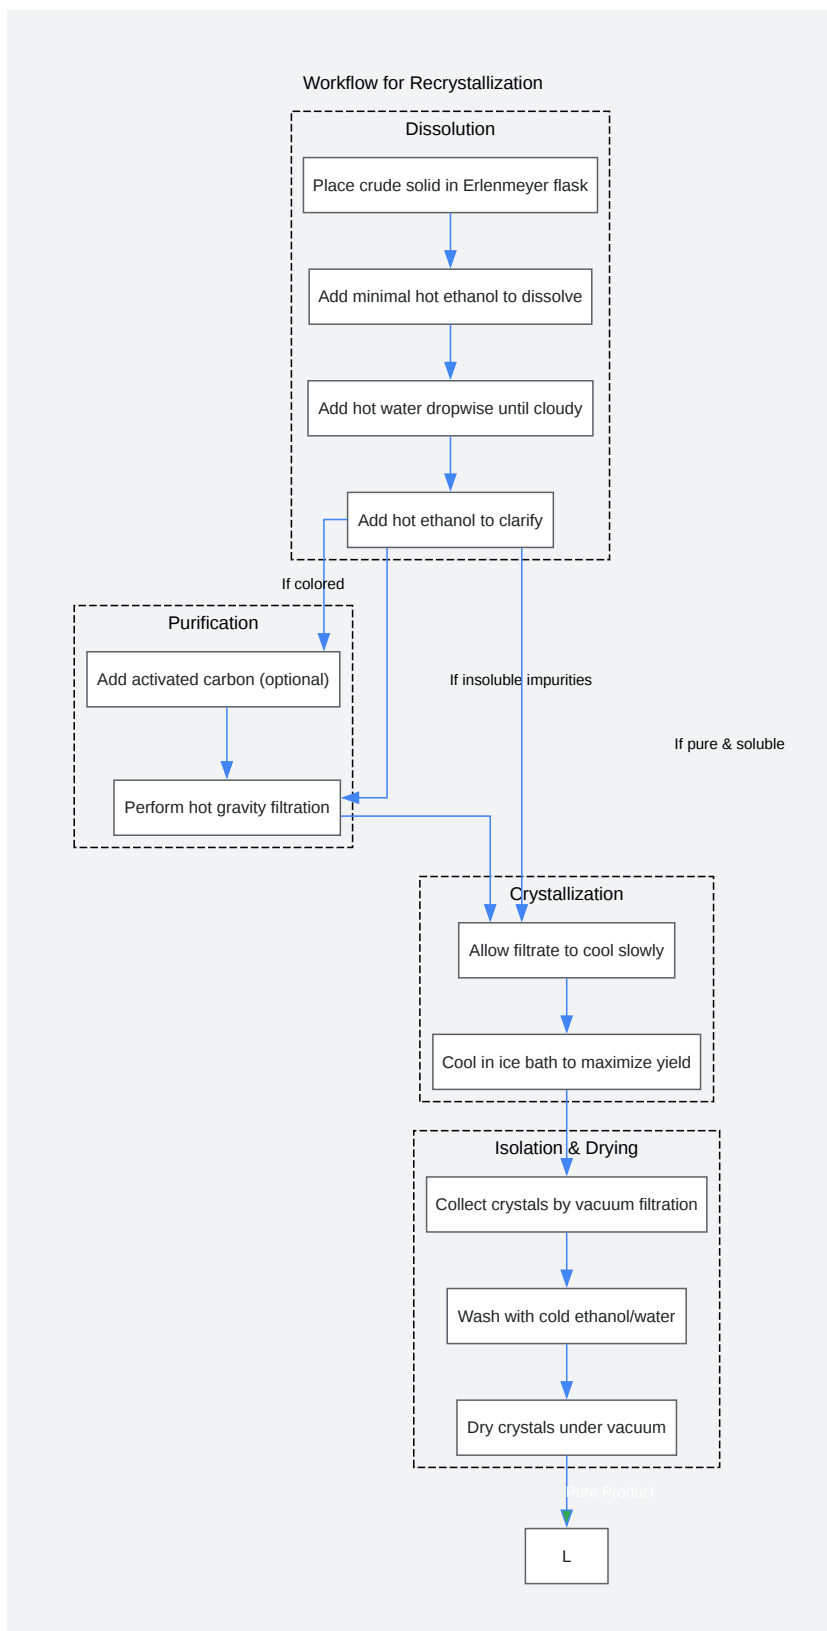 Workflow for Recrystallization
Dissolution
Place crude solid in Erlenmeyer flask
Add minimal hot ethanol to dissolve
Add hot water dropwise until cloudy
Add hot ethanol to clarify
If colored
Purification
Add activated carbon (optional)
If insoluble impurities
If pure & soluble
Perform hot gravity filtration
Crystallization
Allow filtrate to cool slowly
Cool in ice bath to maximize yield
Isolation & Drying
Collect crystals by vacuum filtration
Wash with cold ethanol/water
Dry crystals under vacuum
Pure Product
L